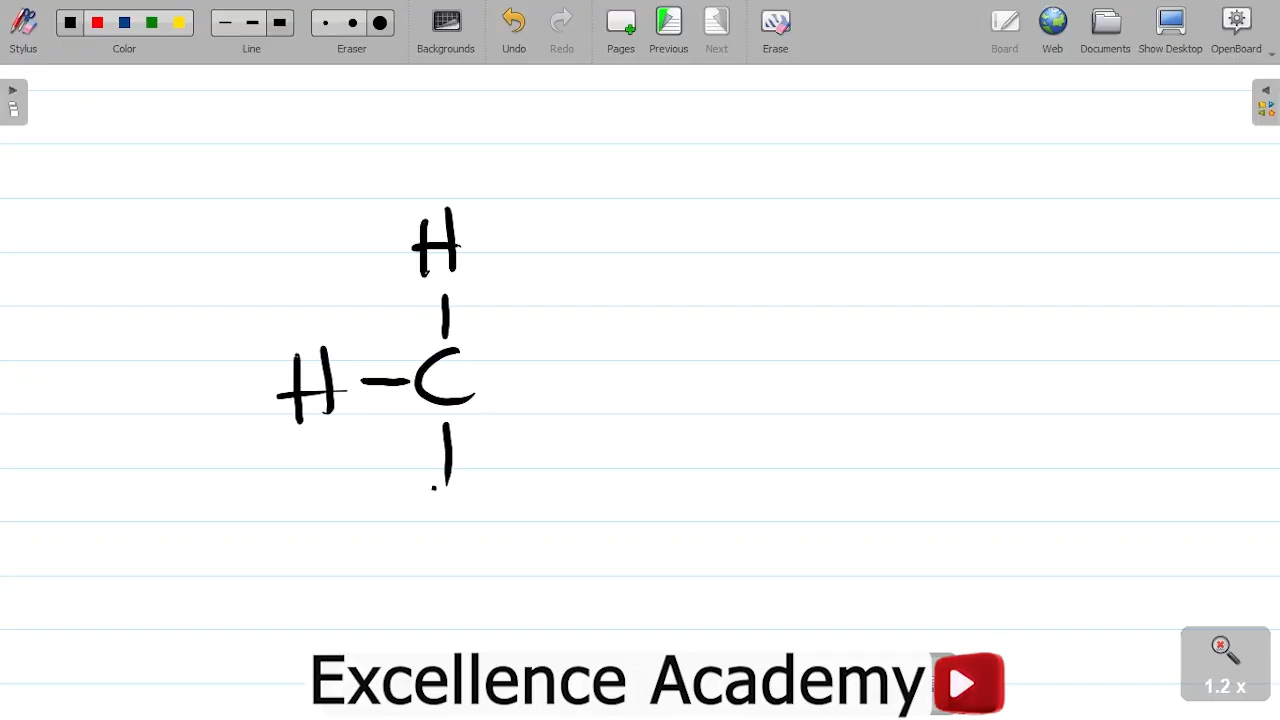 Stylus Color Line Eraser Backgrounds Undo Redo Pages Previous Next Erase Board Web Documents Show Desktop OpenBoard
H
H - C
Excellence Academy
1.2 x